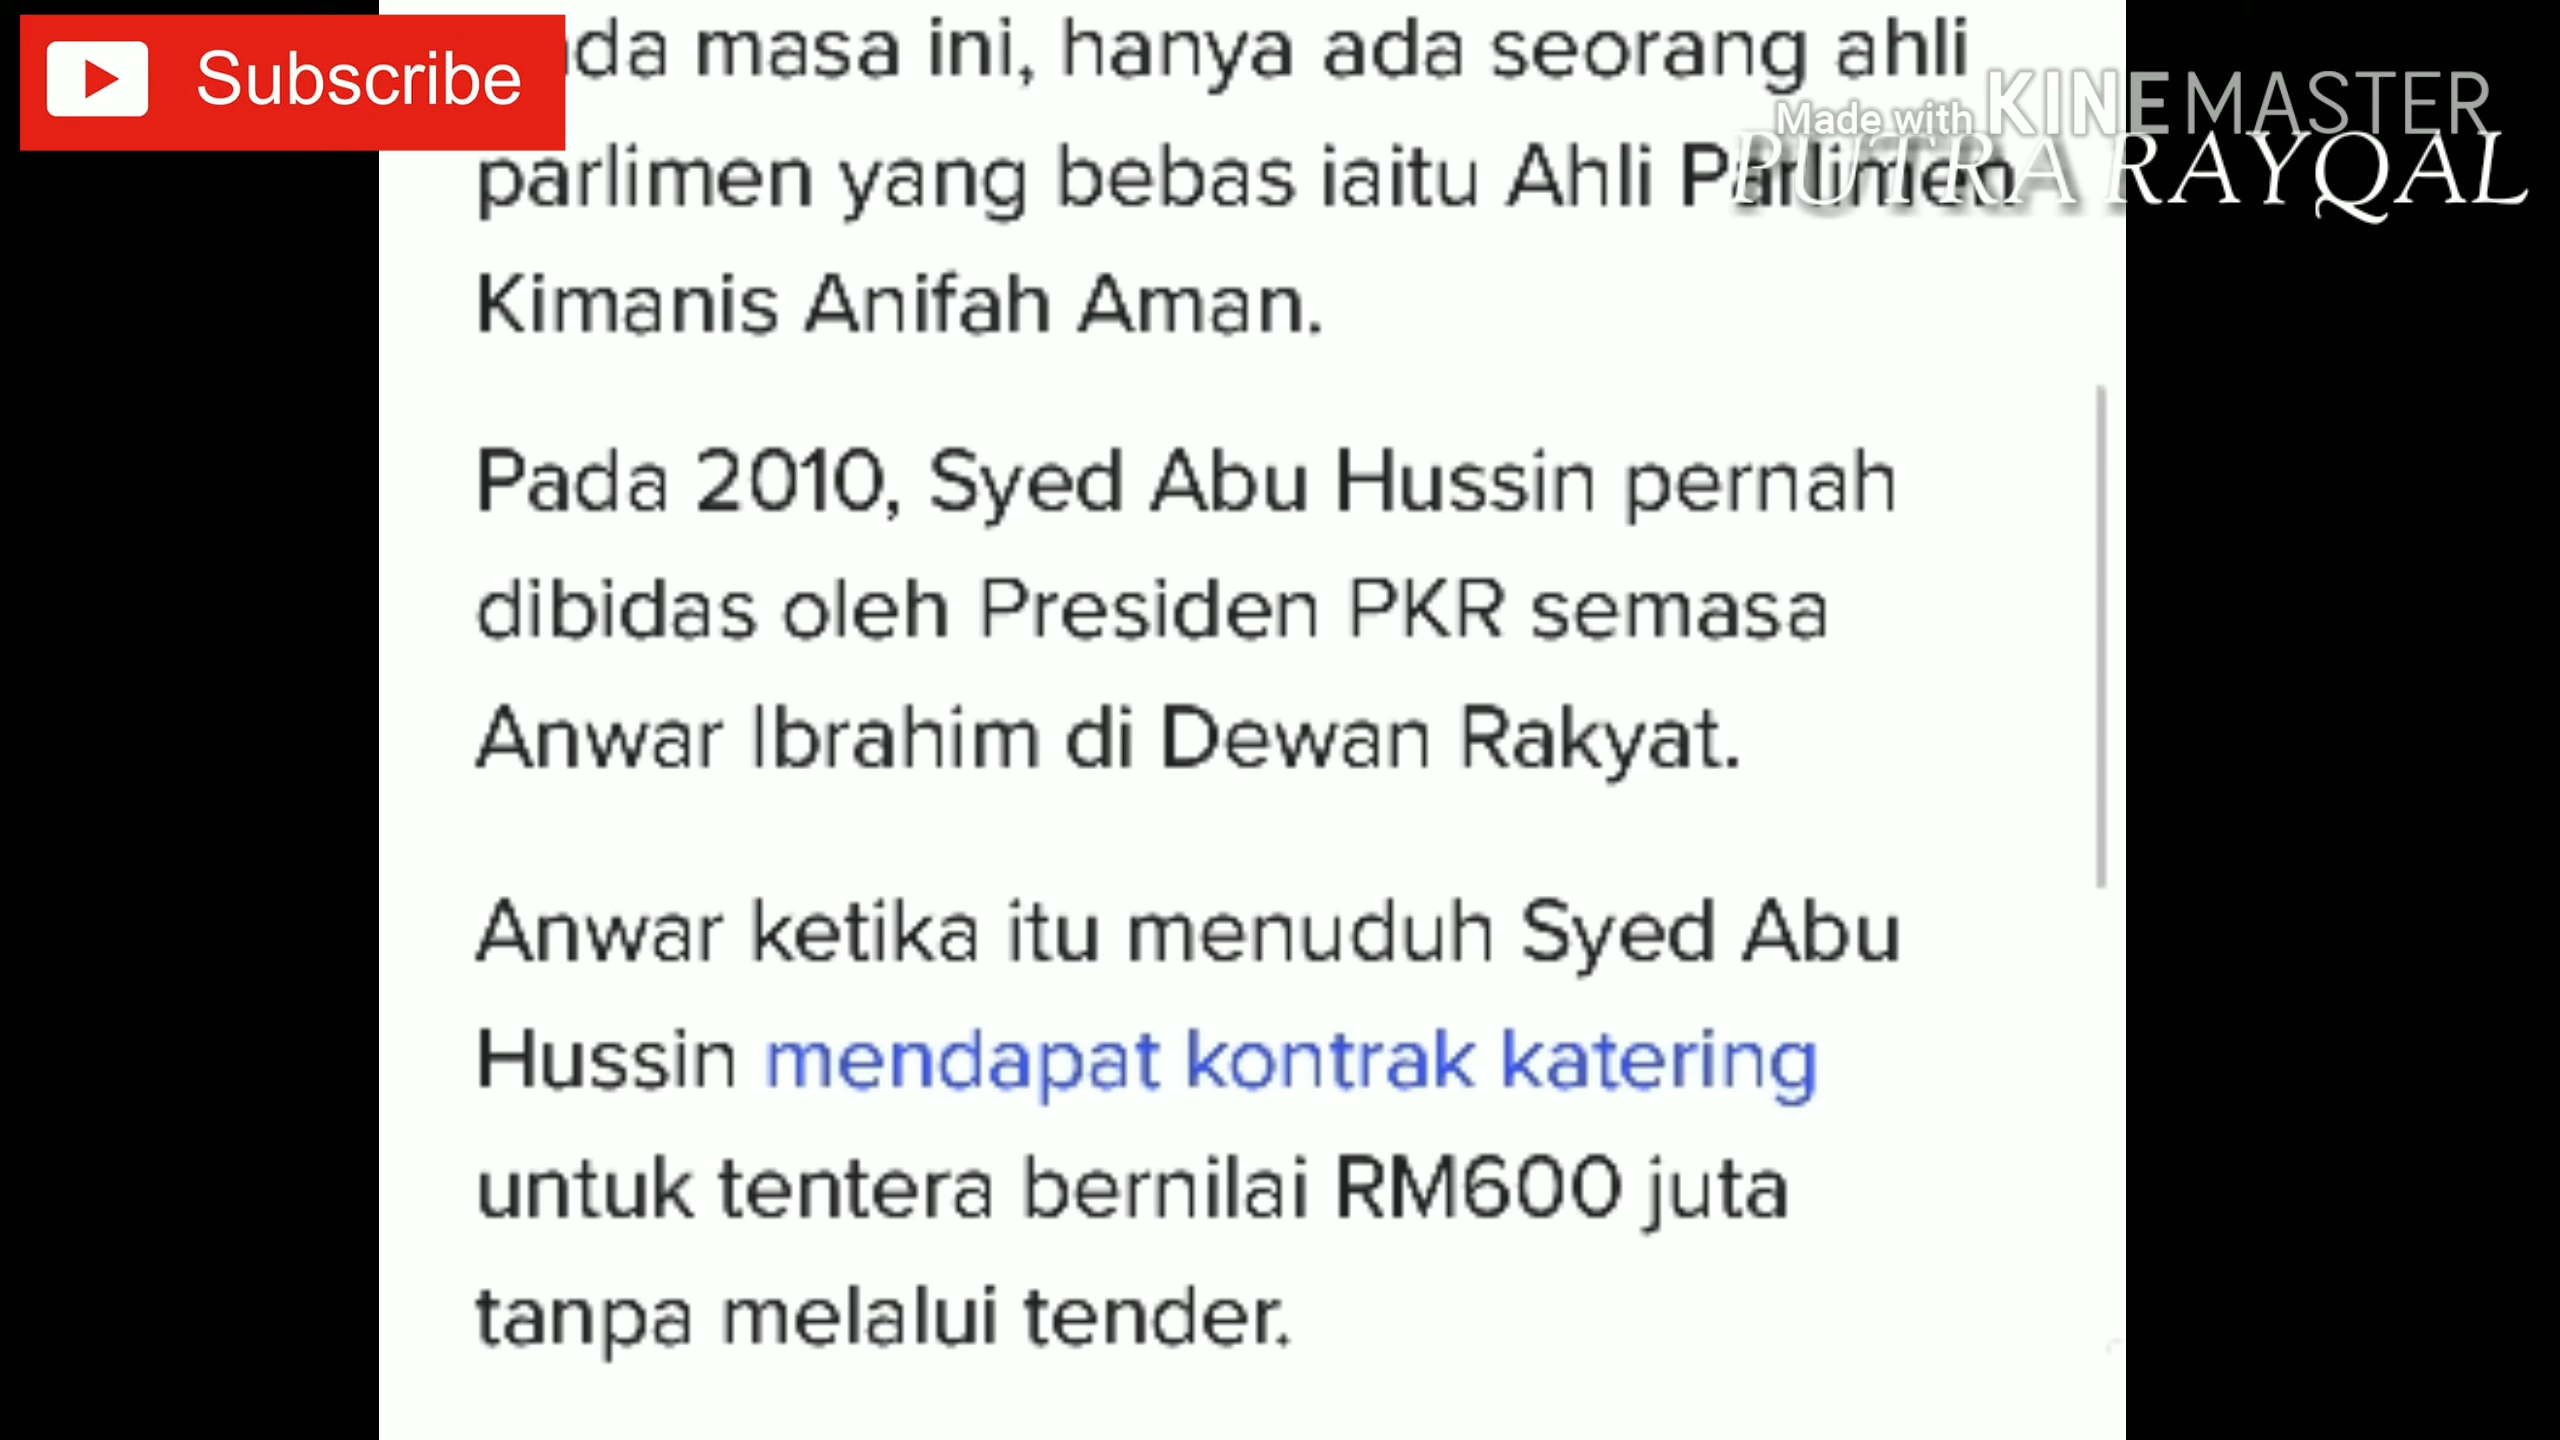 Subscribe
da masa ini, hanya ada seorang ahli
Made with KINEMASTER
PUTRA RAYQAL
parlimen yang bebas iaitu Ahli Parlimen
Kimanis Anifah Aman.
Pada 2010, Syed Abu Hussin pernah
dibidas oleh Presiden PKR semasa
Anwar Ibrahim di Dewan Rakyat.
Anwar ketika itu menuduh Syed Abu
Hussin mendapat kontrak katering
untuk tentera bernilai RM600 juta
tanpa melalui tender.